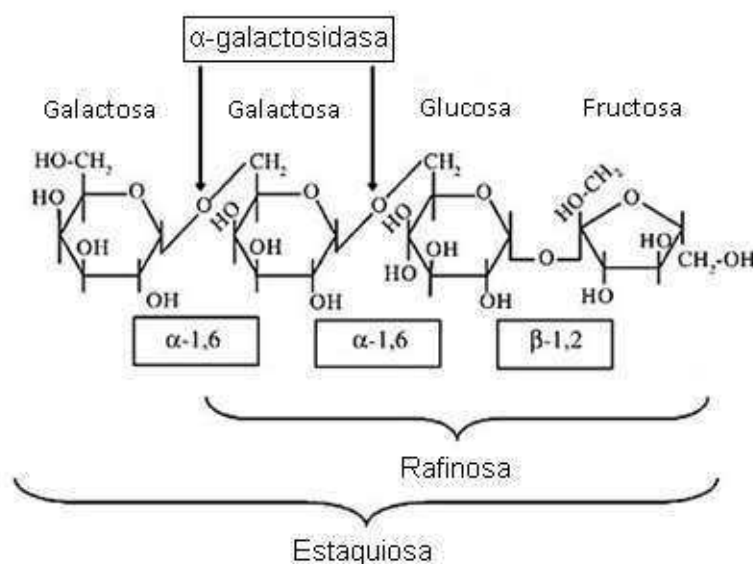 α-galactosidasa
Galactosa Galactosa Glucosa Fructosa
HO-CH₂ CH₂ CH₂ HO-CH₂
O O O O O O
HO HO HO HO
OH OH HO OH HO CH₂-OH
OH OH OH O HO
α-1,6 α-1,6 β-1,2
Rafinosa
Estaquiosa